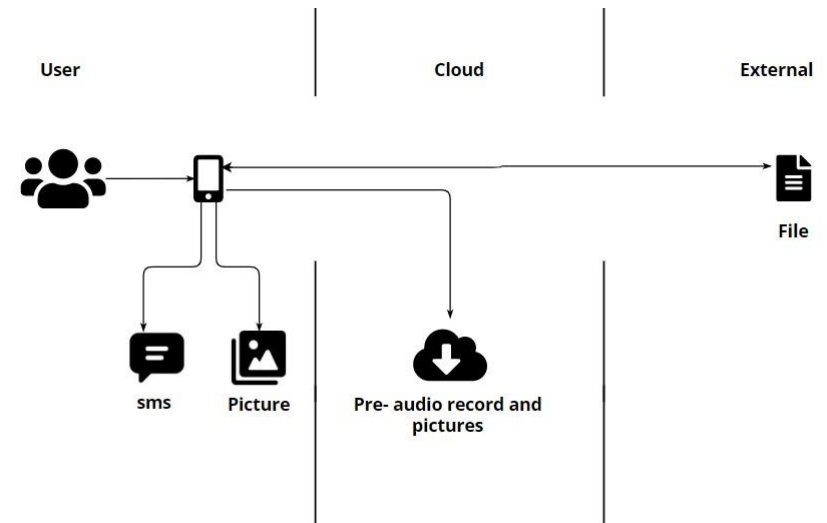 User
Cloud
External
File
sms
Picture
Pre- audio record and
pictures